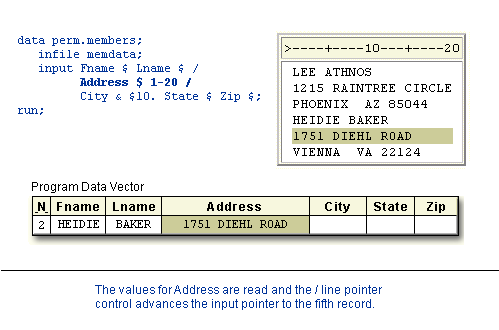 data perm.members;
infile memdata;
input Fname $ Lname $ /
Address $ 1-20 /
City & $10. State $ Zip $;
run;
>----+----10---+----20
LEE ATHNOS
1215 RAINTREE CIRCLE
PHOENIX  AZ 85044
HEIDIE BAKER
1751 DIEHL ROAD
VIENNA  VA 22124
Program Data Vector
_N_ Fname Lname Address City State Zip
2 HEIDIE BAKER 1751 DIEHL ROAD
The values for Address are read and the / line pointer
control advances the input pointer to the fifth record.